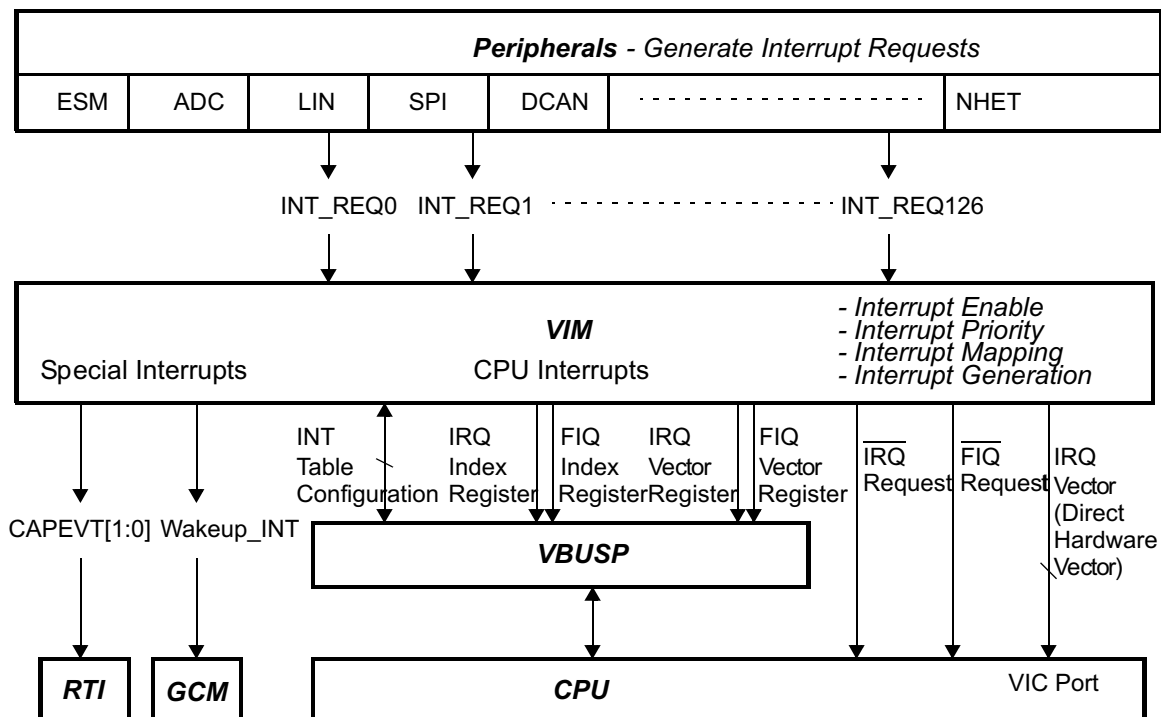 Peripherals - Generate Interrupt Requests
ESM ADC LIN SPI DCAN NHET
INT_REQ0 INT_REQ1 INT_REQ126
VIM
- Interrupt Enable
- Interrupt Priority
- Interrupt Mapping
- Interrupt Generation
Special Interrupts
CPU Interrupts
INT
Table
Configuration
IRQ
Index
Register
FIQ
Index
Register
IRQ
Vector
Register
FIQ
Vector
Register
IRQ
Request
FIQ
Request
IRQ
Vector
(Direct
Hardware
Vector)
CAPEVT[1:0] Wakeup_INT
VBUSP
RTI
GCM
CPU
VIC Port